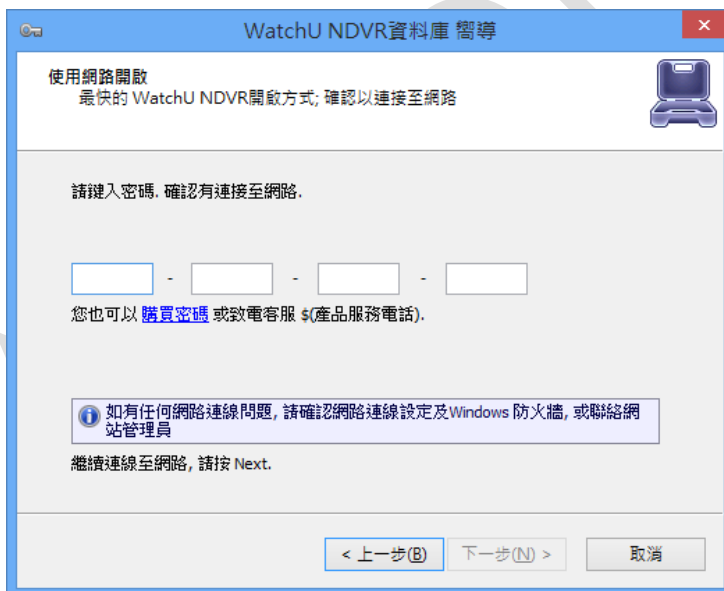 WatchU NDVR資料庫 嚮導
使用網路開啟
最快的 WatchU NDVR開啟方式; 確認以連接至網路
請鍵入密碼. 確認有連接至網路.
- - -
您也可以 購買密碼 或致電客服 $(產品服務電話).
如有任何網路連線問題, 請確認網路連線設定及Windows 防火牆, 或聯絡網
站管理員
繼續連線至網路, 請按 Next.
< 上一步(B) 下一步(N) > 取消